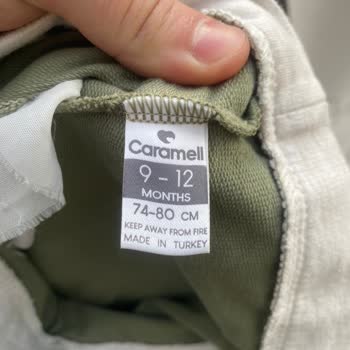 Caramell
9 - 12
MONTHS
74-80 CM
KEEP AWAY FROM FIRE
MADE IN TURKEY